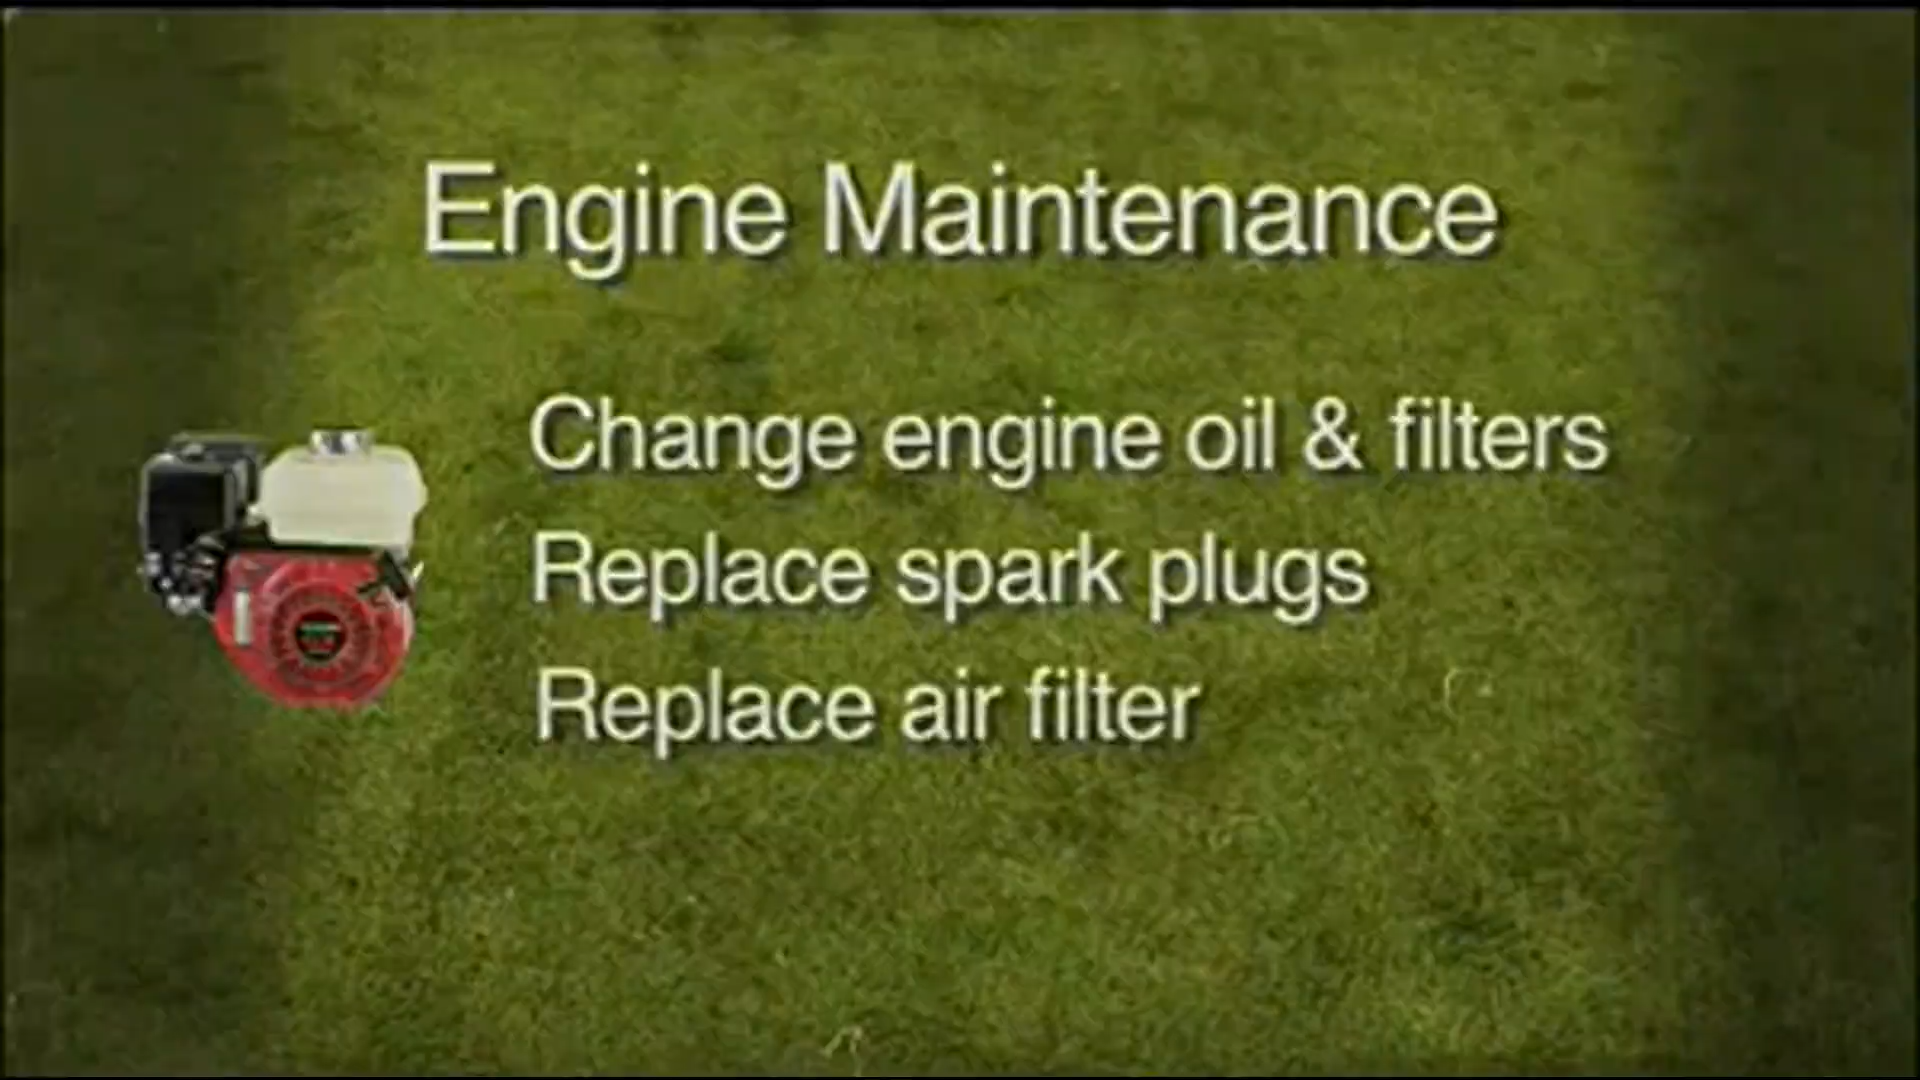 Engine Maintenance
Change engine oil & filters
Replace spark plugs
Replace air filter